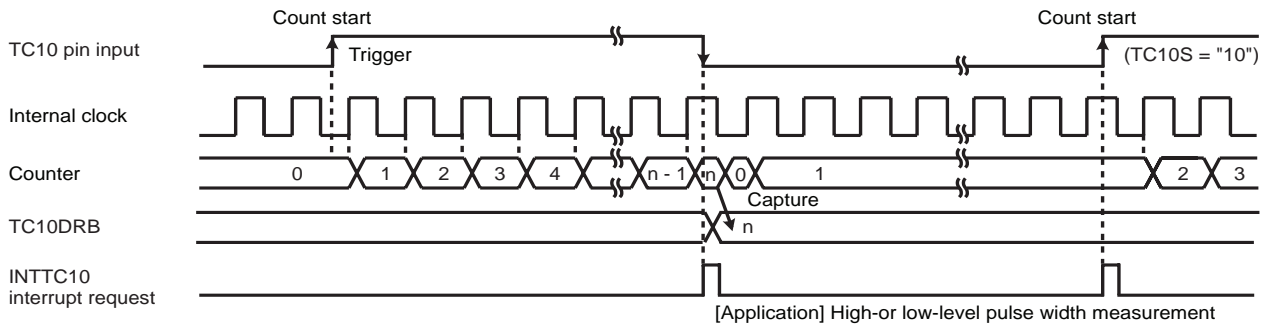 Count start
Count start
TC10 pin input
Trigger
(TC10S = "10")
Internal clock
Counter
0 1 2 3 4 n - 1 n 0 1 2 3
Capture
TC10DRB
n
INTTC10
interrupt request
[Application] High-or low-level pulse width measurement